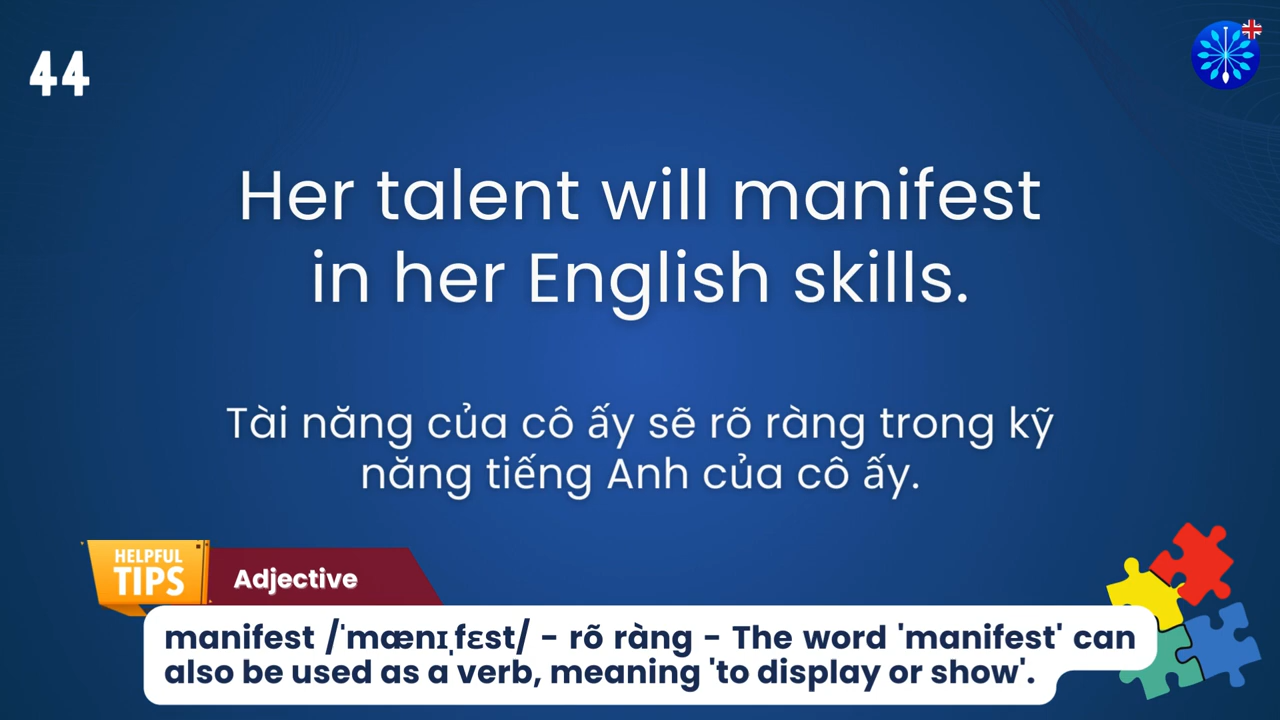 44
Her talent will manifest
in her English skills.
Tài năng của cô ấy sẽ rõ ràng trong kỹ
năng tiếng Anh của cô ấy.
HELPFUL
TIPS
Adjective
manifest /ˈmænɪˌfɛst/ - rõ ràng - The word 'manifest' can
also be used as a verb, meaning 'to display or show'.